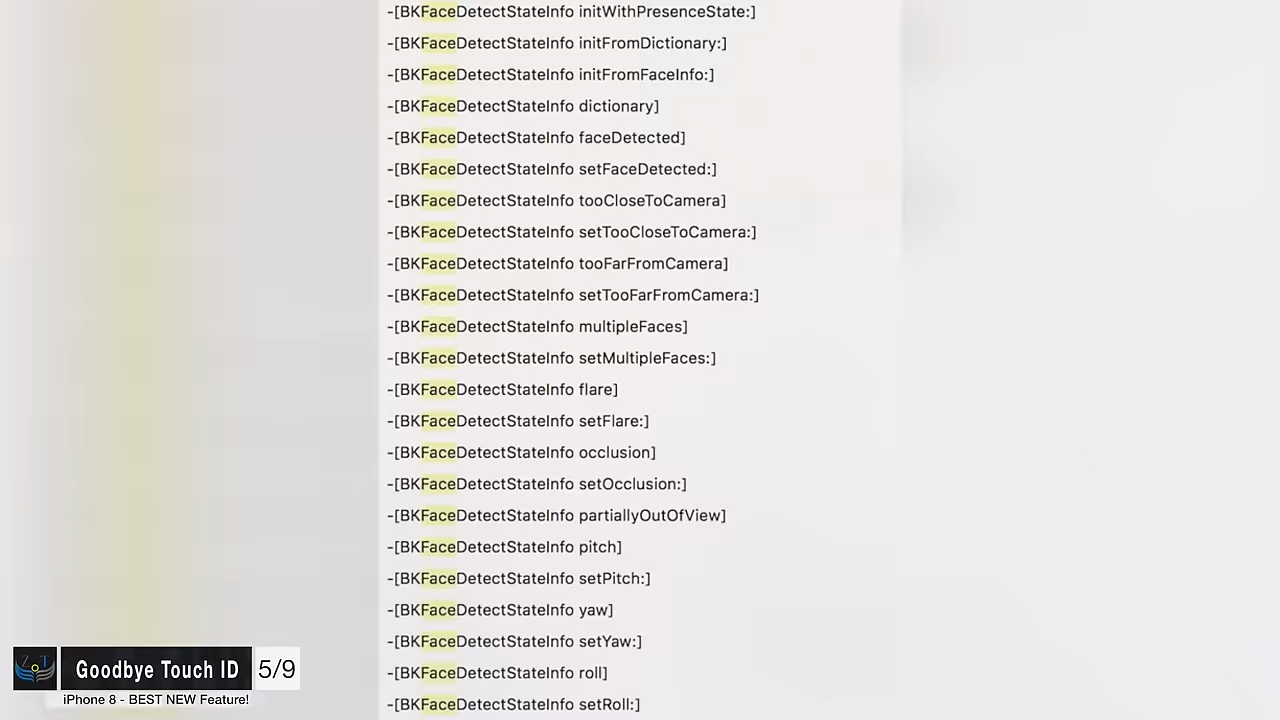 -[BKFaceDetectStateInfo initWithPresenceState:]
-[BKFaceDetectStateInfo initFromDictionary:]
-[BKFaceDetectStateInfo initFromFaceInfo:]
-[BKFaceDetectStateInfo dictionary]
-[BKFaceDetectStateInfo faceDetected]
-[BKFaceDetectStateInfo setFaceDetected:]
-[BKFaceDetectStateInfo tooCloseToCamera]
-[BKFaceDetectStateInfo setTooCloseToCamera:]
-[BKFaceDetectStateInfo tooFarFromCamera]
-[BKFaceDetectStateInfo setTooFarFromCamera:]
-[BKFaceDetectStateInfo multipleFaces]
-[BKFaceDetectStateInfo setMultipleFaces:]
-[BKFaceDetectStateInfo flare]
-[BKFaceDetectStateInfo setFlare:]
-[BKFaceDetectStateInfo occlusion]
-[BKFaceDetectStateInfo setOcclusion:]
-[BKFaceDetectStateInfo partiallyOutOfView]
-[BKFaceDetectStateInfo pitch]
-[BKFaceDetectStateInfo setPitch:]
-[BKFaceDetectStateInfo yaw]
-[BKFaceDetectStateInfo setYaw:]
-[BKFaceDetectStateInfo roll]
-[BKFaceDetectStateInfo setRoll:]
ZOT
Goodbye Touch ID 5/9
iPhone 8 - BEST NEW Feature!